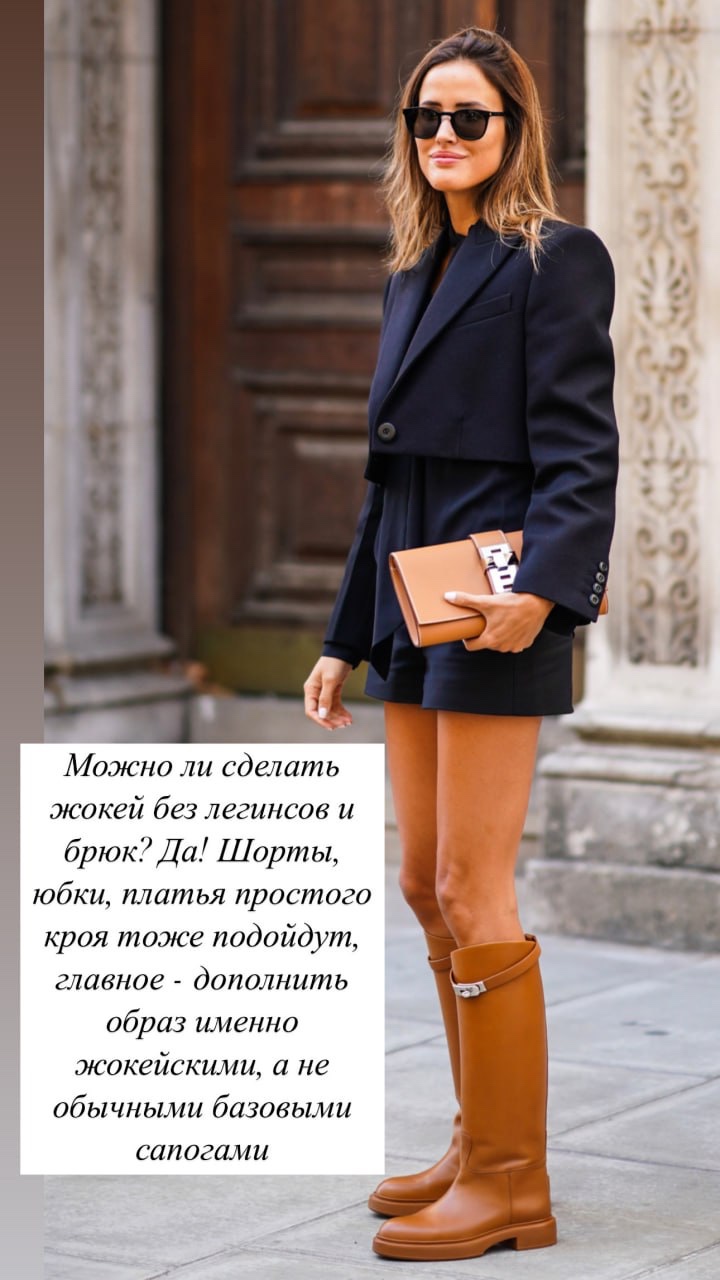 Можно ли сделать
жокей без легинсов и
брюк? Да! Шорты,
юбки, платья простого
кроя тоже подойдут,
главное - дополнить
образ именно
жокейскими, а не
обычными базовыми
сапогами